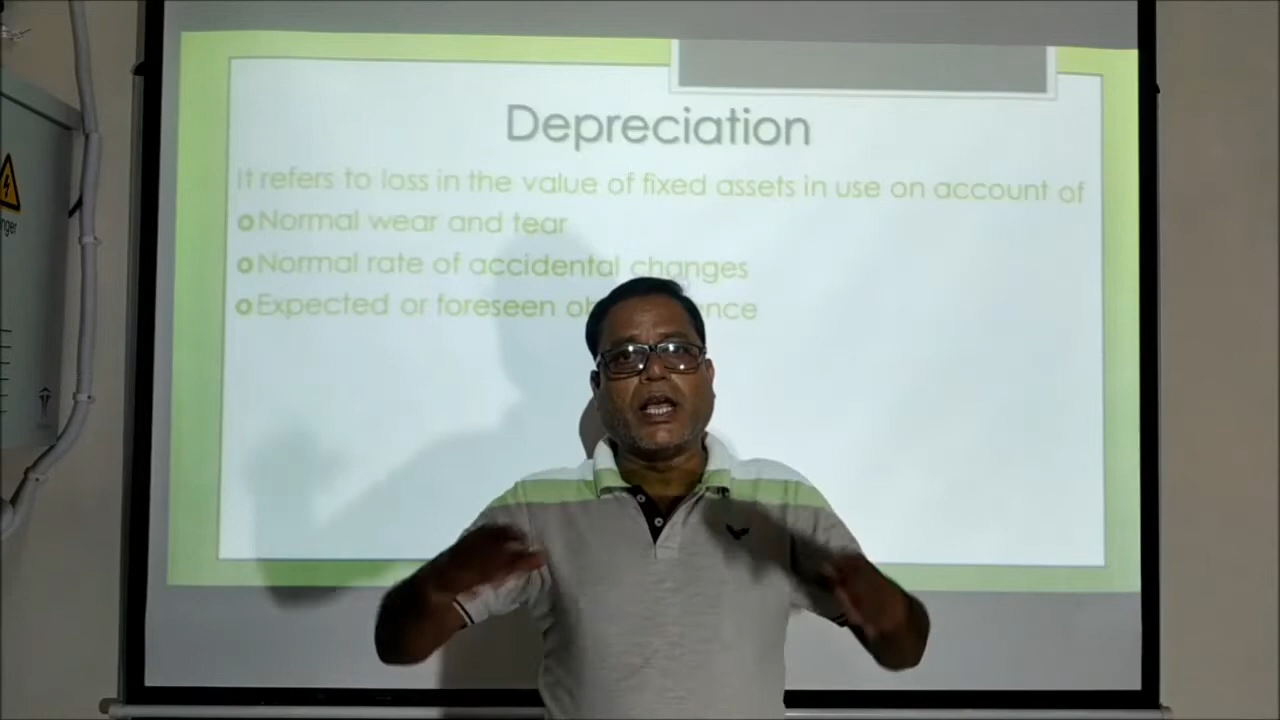 Depreciation
It refers to loss in the value of fixed assets in use on account of
Normal wear and tear
Normal rate of accidental changes
Expected or foreseen
nger